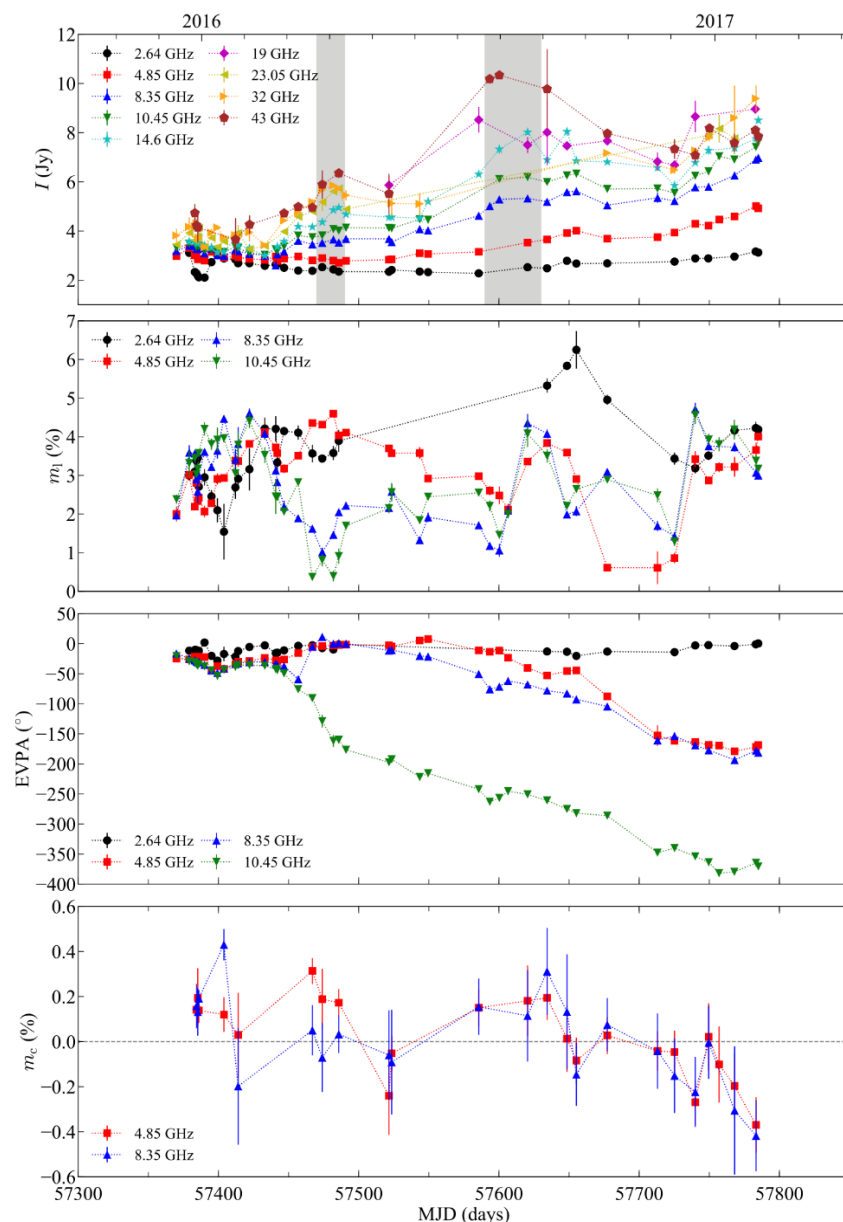 2016 2017
12
10
8
6
4
2
I (Jy)
2.64 GHz 19 GHz
4.85 GHz 23.05 GHz
8.35 GHz 32 GHz
10.45 GHz 43 GHz
14.6 GHz
7
6
5
4
3
2
1
0
m_l (%)
2.64 GHz 8.35 GHz
4.85 GHz 10.45 GHz
50
0
−50
−100
−150
−200
−250
−300
−350
−400
EVPA (°)
2.64 GHz 8.35 GHz
4.85 GHz 10.45 GHz
0.6
0.4
0.2
0.0
−0.2
−0.4
−0.6
m_c (%)
4.85 GHz
8.35 GHz
57300 57400 57500 57600 57700 57800
MJD (days)